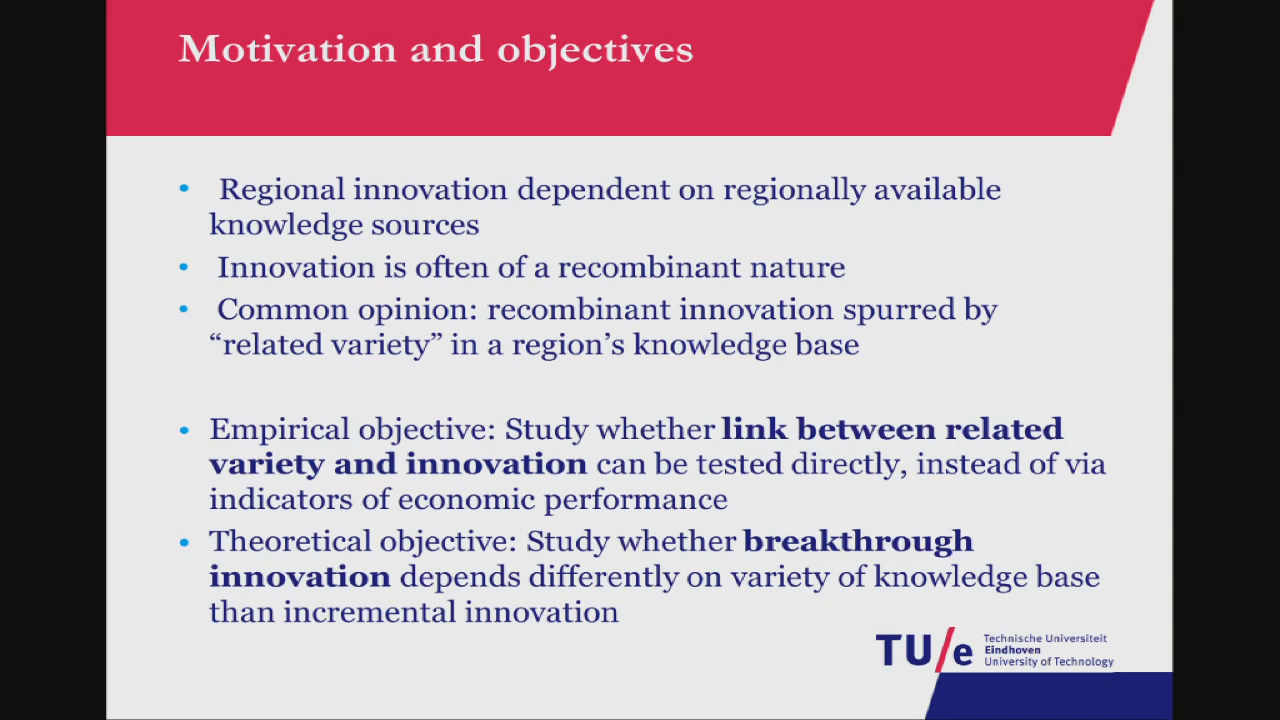 Motivation and objectives
• Regional innovation dependent on regionally available
knowledge sources
• Innovation is often of a recombinant nature
• Common opinion: recombinant innovation spurred by
“related variety” in a region’s knowledge base
• Empirical objective: Study whether link between related
variety and innovation can be tested directly, instead of via
indicators of economic performance
• Theoretical objective: Study whether breakthrough
innovation depends differently on variety of knowledge base
than incremental innovation
TU/e
Technische Universiteit
Eindhoven
University of Technology